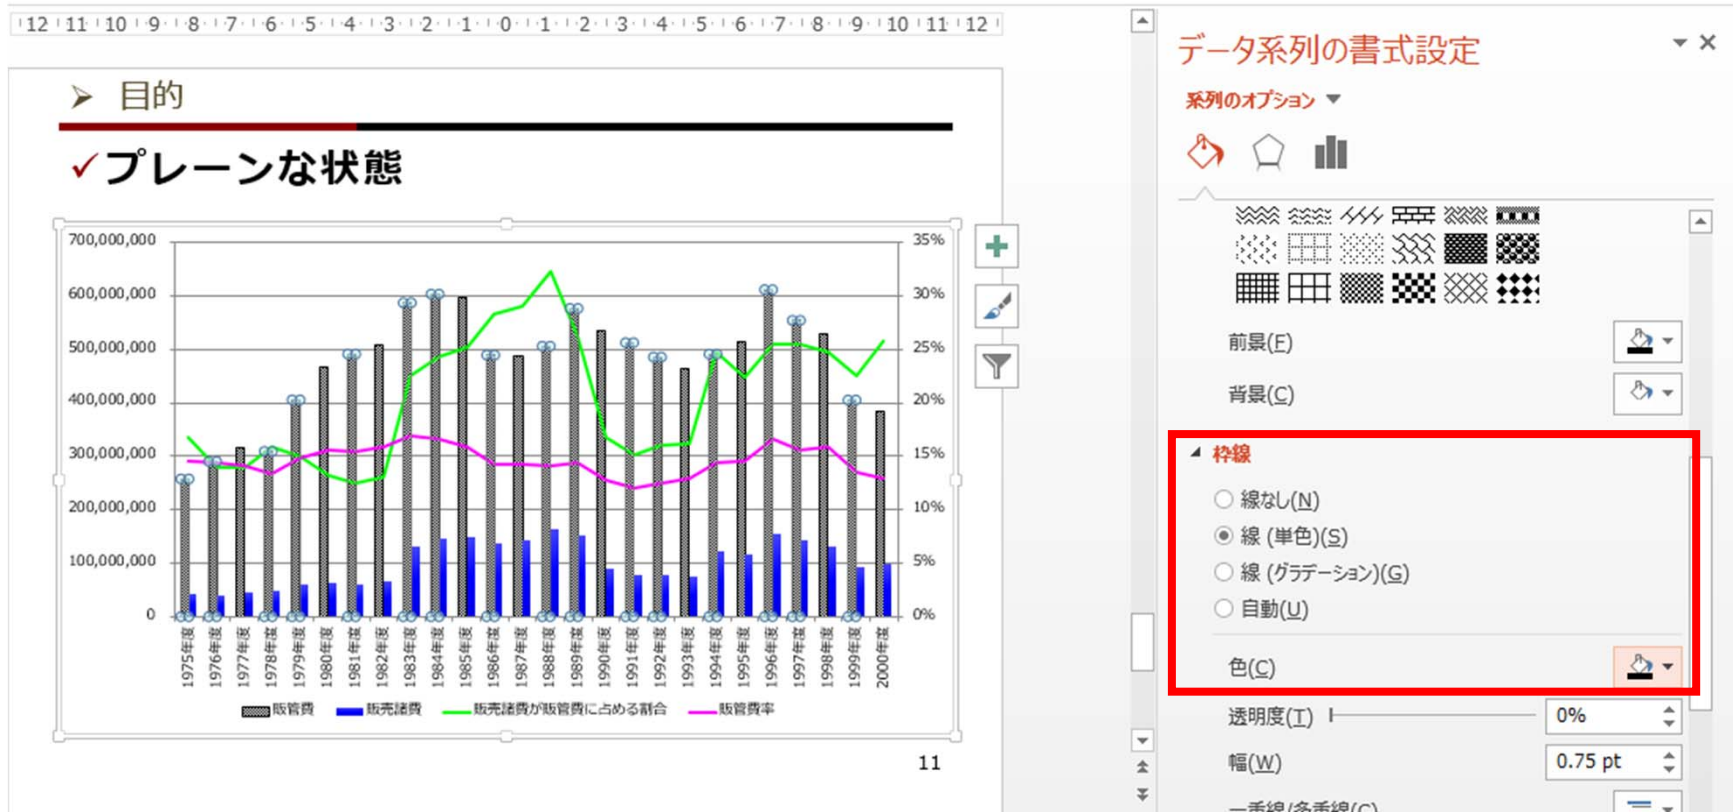 12 11 10 9 8 7 6 5 4 3 2 1 0 1 2 3 4 5 6 7 8 9 10 11 12
目的
プレーンな状態
700,000,000
600,000,000
500,000,000
400,000,000
300,000,000
200,000,000
100,000,000
0
35%
30%
25%
20%
15%
10%
5%
0%
1975年度
1976年度
1977年度
1978年度
1979年度
1980年度
1981年度
1982年度
1983年度
1984年度
1985年度
1986年度
1987年度
1988年度
1989年度
1990年度
1991年度
1992年度
1993年度
1994年度
1995年度
1996年度
1997年度
1998年度
1999年度
2000年度
販管費 販売諸費 販売諸費が販管費に占める割合 販管費率
11
データ系列の書式設定
系列のオプション
前景(F)
背景(C)
枠線
線なし(N)
線 (単色)(S)
線 (グラデーション)(G)
自動(U)
色(C)
透明度(T) 0%
幅(W) 0.75 pt
一重線/多重線(C)